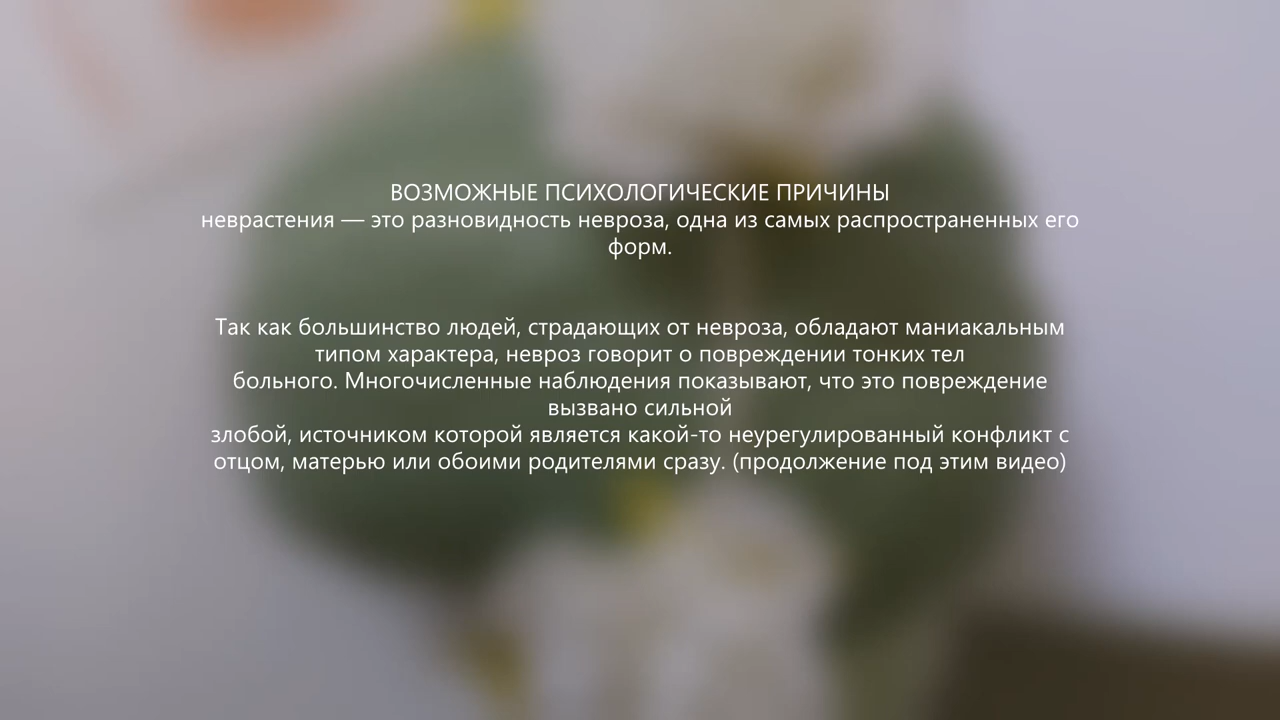 ВОЗМОЖНЫЕ ПСИХОЛОГИЧЕСКИЕ ПРИЧИНЫ
неврастения — это разновидность невроза, одна из самых распространенных его
форм.
Так как большинство людей, страдающих от невроза, обладают маниакальным
типом характера, невроз говорит о повреждении тонких тел
больного. Многочисленные наблюдения показывают, что это повреждение
вызвано сильной
злобой, источником которой является какой-то неурегулированный конфликт с
отцом, матерью или обоими родителями сразу. (продолжение под этим видео)